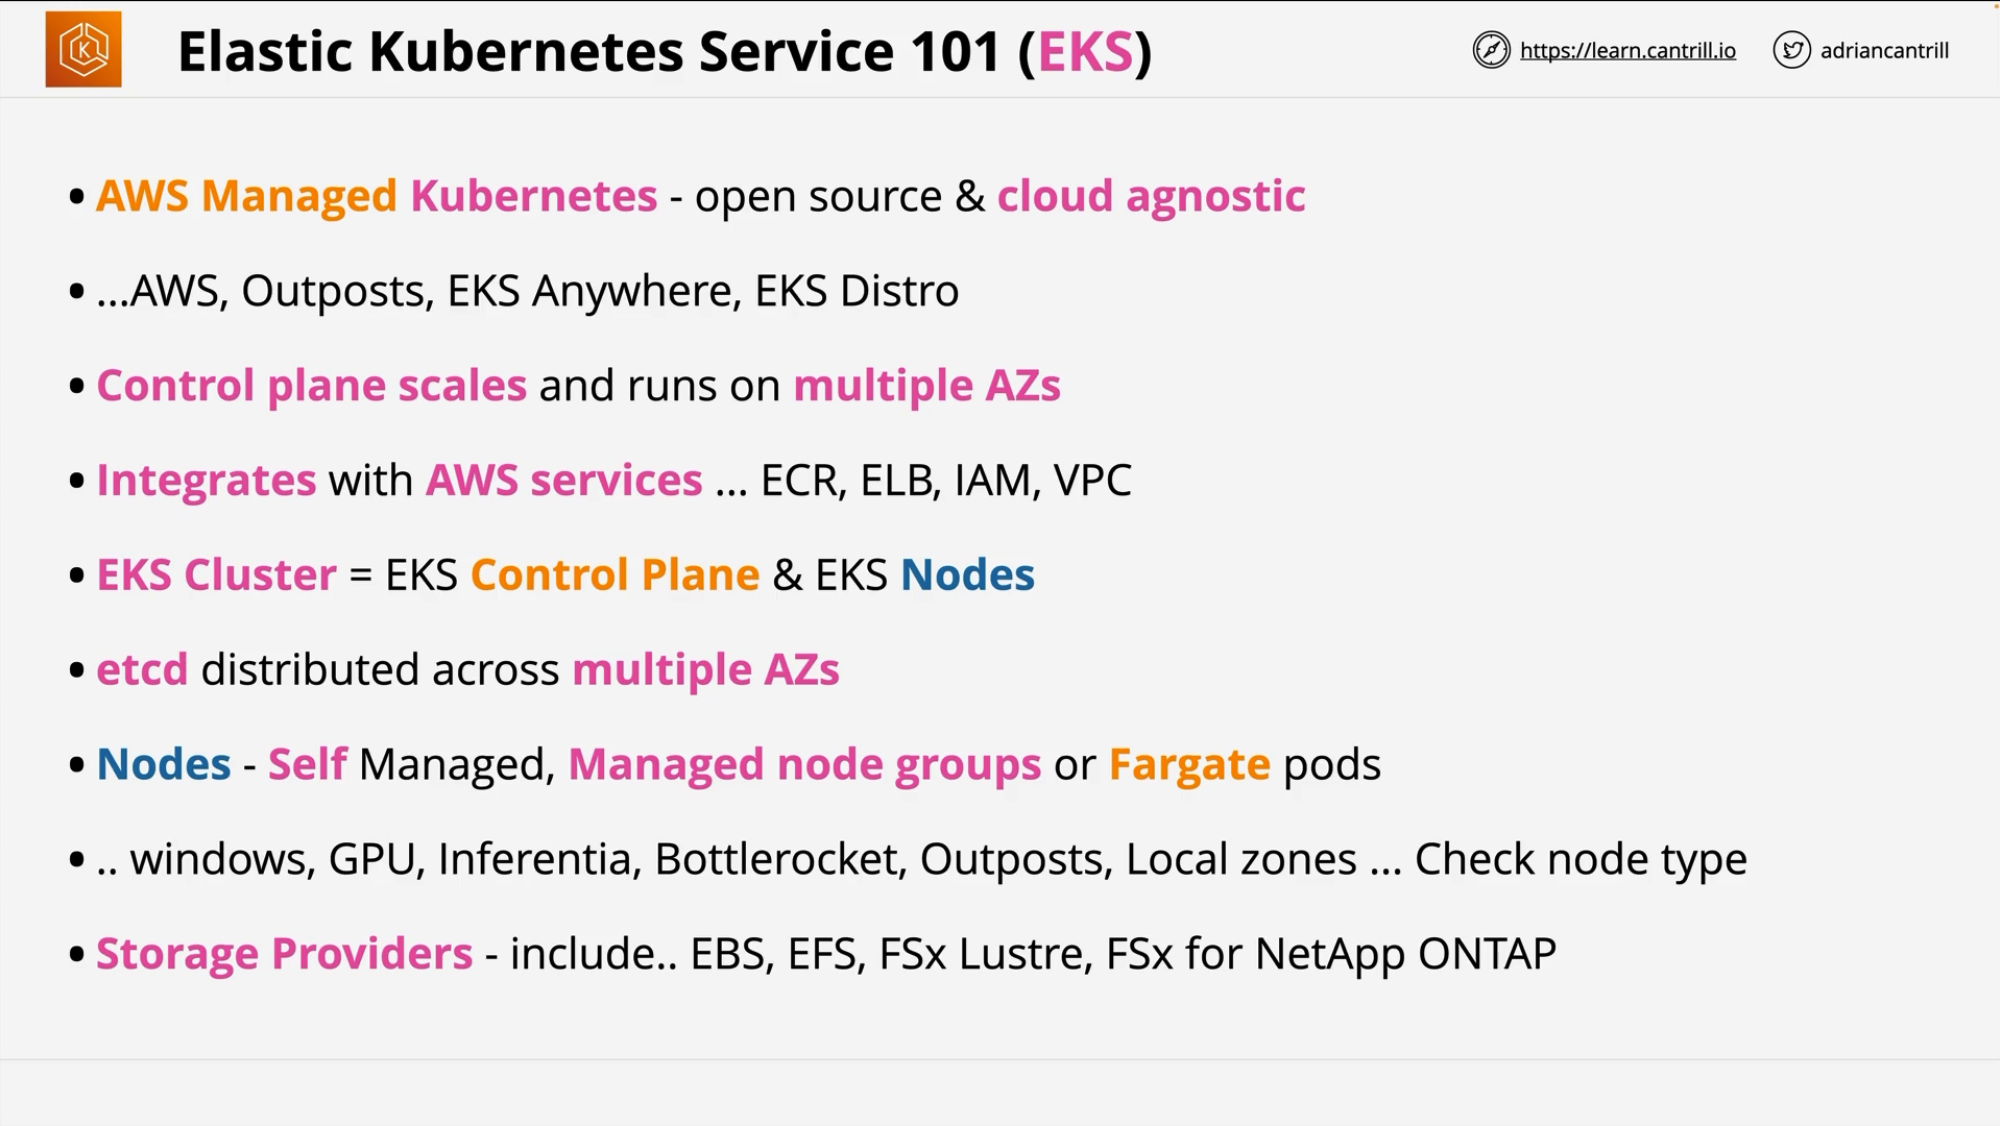 Elastic Kubernetes Service 101 (EKS)
https://learn.cantrill.io
adriancantrill
• AWS Managed Kubernetes - open source & cloud agnostic
• ...AWS, Outposts, EKS Anywhere, EKS Distro
• Control plane scales and runs on multiple AZs
• Integrates with AWS services ... ECR, ELB, IAM, VPC
• EKS Cluster = EKS Control Plane & EKS Nodes
• etcd distributed across multiple AZs
• Nodes - Self Managed, Managed node groups or Fargate pods
• .. windows, GPU, Inferentia, Bottlerocket, Outposts, Local zones ... Check node type
• Storage Providers - include.. EBS, EFS, FSx Lustre, FSx for NetApp ONTAP